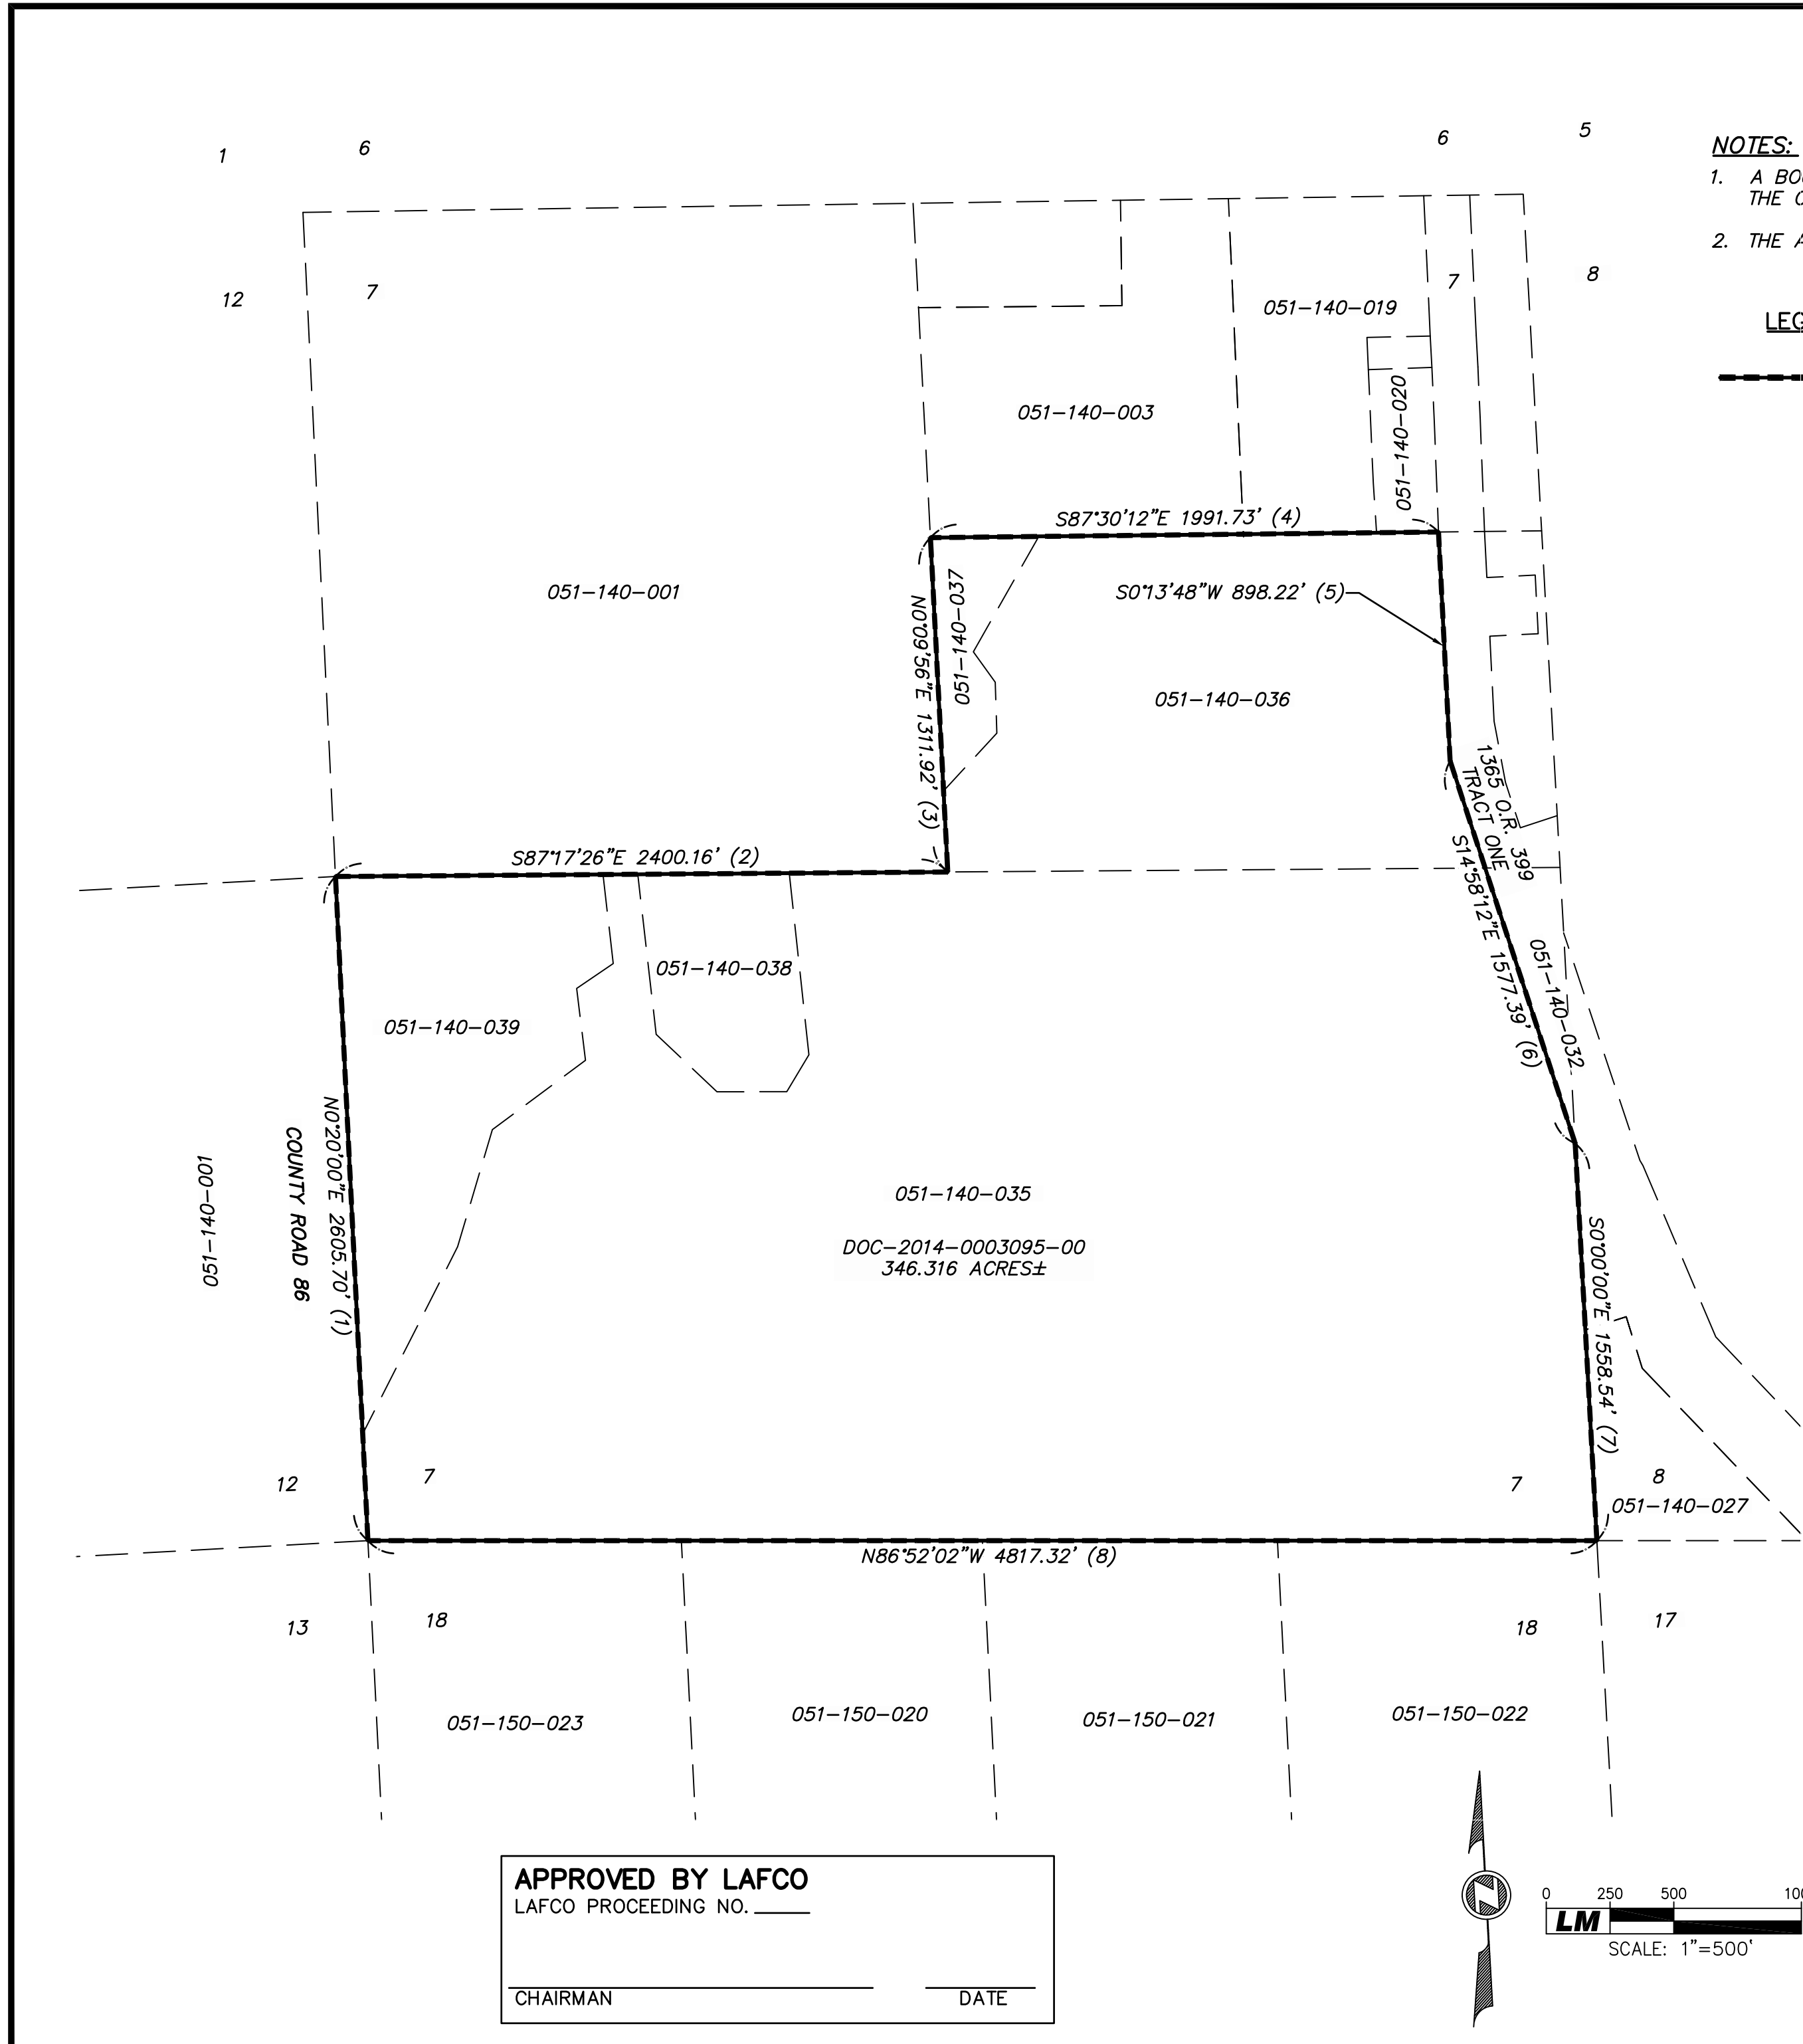 1
6
6
5
NOTES:
1. A BO
THE
2. THE A
12
7
7
8
LEG
051-140-019
051-140-003
051-140-020
S87°30'12"E 1991.73' (4)
051-140-001
051-140-037
N0°09'56"E 1311.92' (3)
S0°13'48"W 898.22' (5)
051-140-036
1365 O.R. 399
TRACT ONE
S87°17'26"E 2400.16' (2)
S14°58'12"E 1577.39' (6)
051-140-032
051-140-038
051-140-039
051-140-001
COUNTY ROAD 86
N0°20'00"E 2605.70' (1)
051-140-035
DOC-2014-0003095-00
346.316 ACRES±
S0°00'00"E 1558.54' (7)
12
7
7
8
051-140-027
N86°52'02"W 4817.32' (8)
13
18
18
17
051-150-023
051-150-020
051-150-021
051-150-022
APPROVED BY LAFCO
LAFCO PROCEEDING NO. ____
CHAIRMAN
DATE
N
0 250 500 100
LM
SCALE: 1"=500'